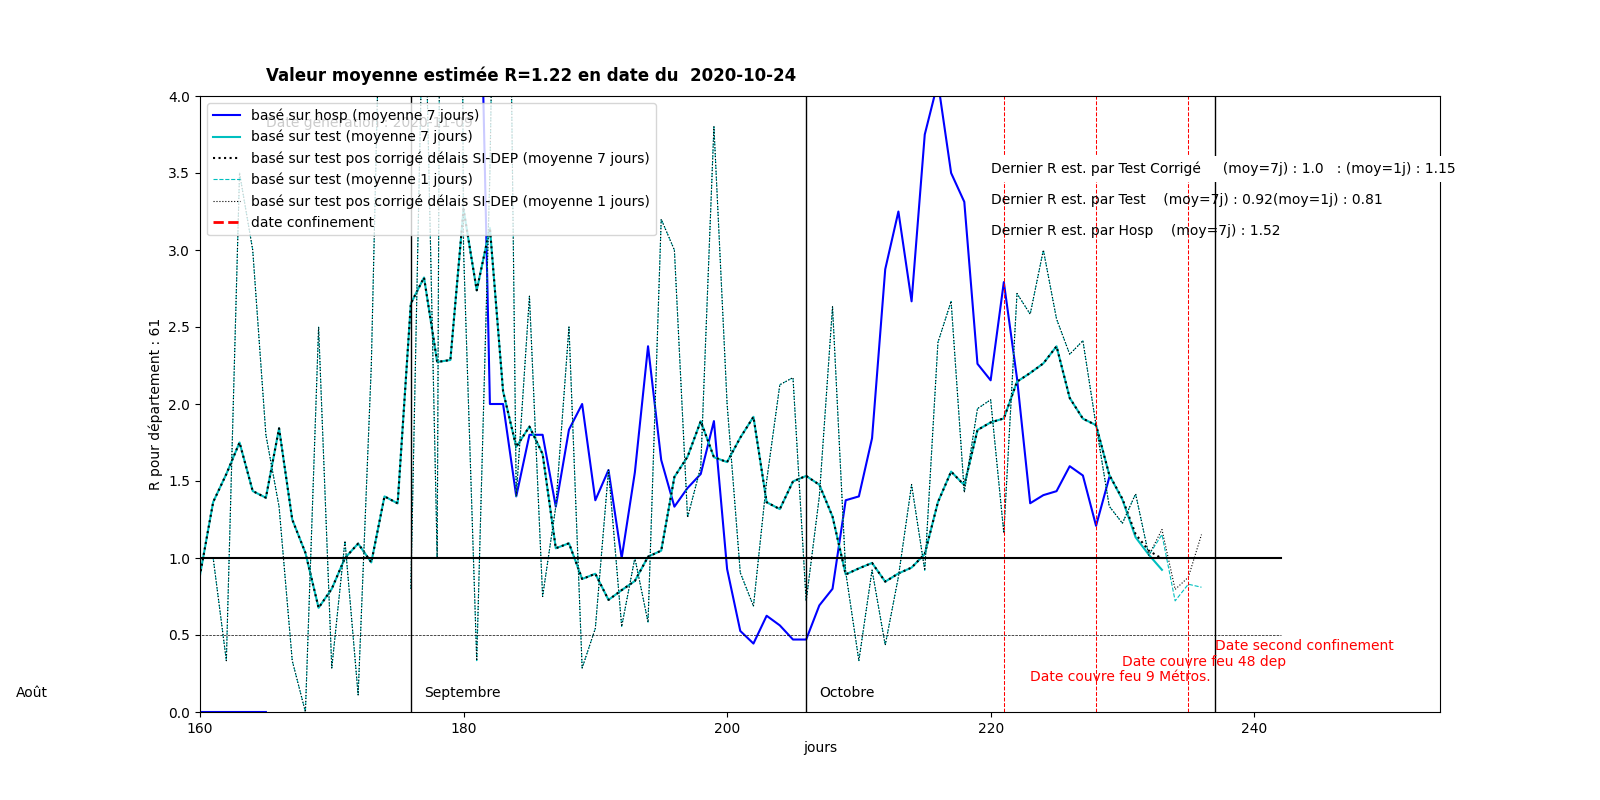 Valeur moyenne estimée R=1.22 en date du  2020-10-24
4.0
3.5
3.0
2.5
2.0
1.5
1.0
0.5
0.0
R pour département : 61
Date génération : 2020-11-09
basé sur hosp (moyenne 7 jours)
basé sur test (moyenne 7 jours)
basé sur test pos corrigé délais SI-DEP (moyenne 7 jours)
basé sur test (moyenne 1 jours)
basé sur test pos corrigé délais SI-DEP (moyenne 1 jours)
date confinement
Dernier R est. par Test Corrigé     (moy=7j) : 1.0   : (moy=1j) : 1.15
Dernier R est. par Test    (moy=7j) : 0.92(moy=1j) : 0.81
Dernier R est. par Hosp    (moy=7j) : 1.52
Date second confinement
Date couvre feu 48 dep
Date couvre feu 9 Métros.
Août
Septembre
Octobre
160
180
200
220
240
jours